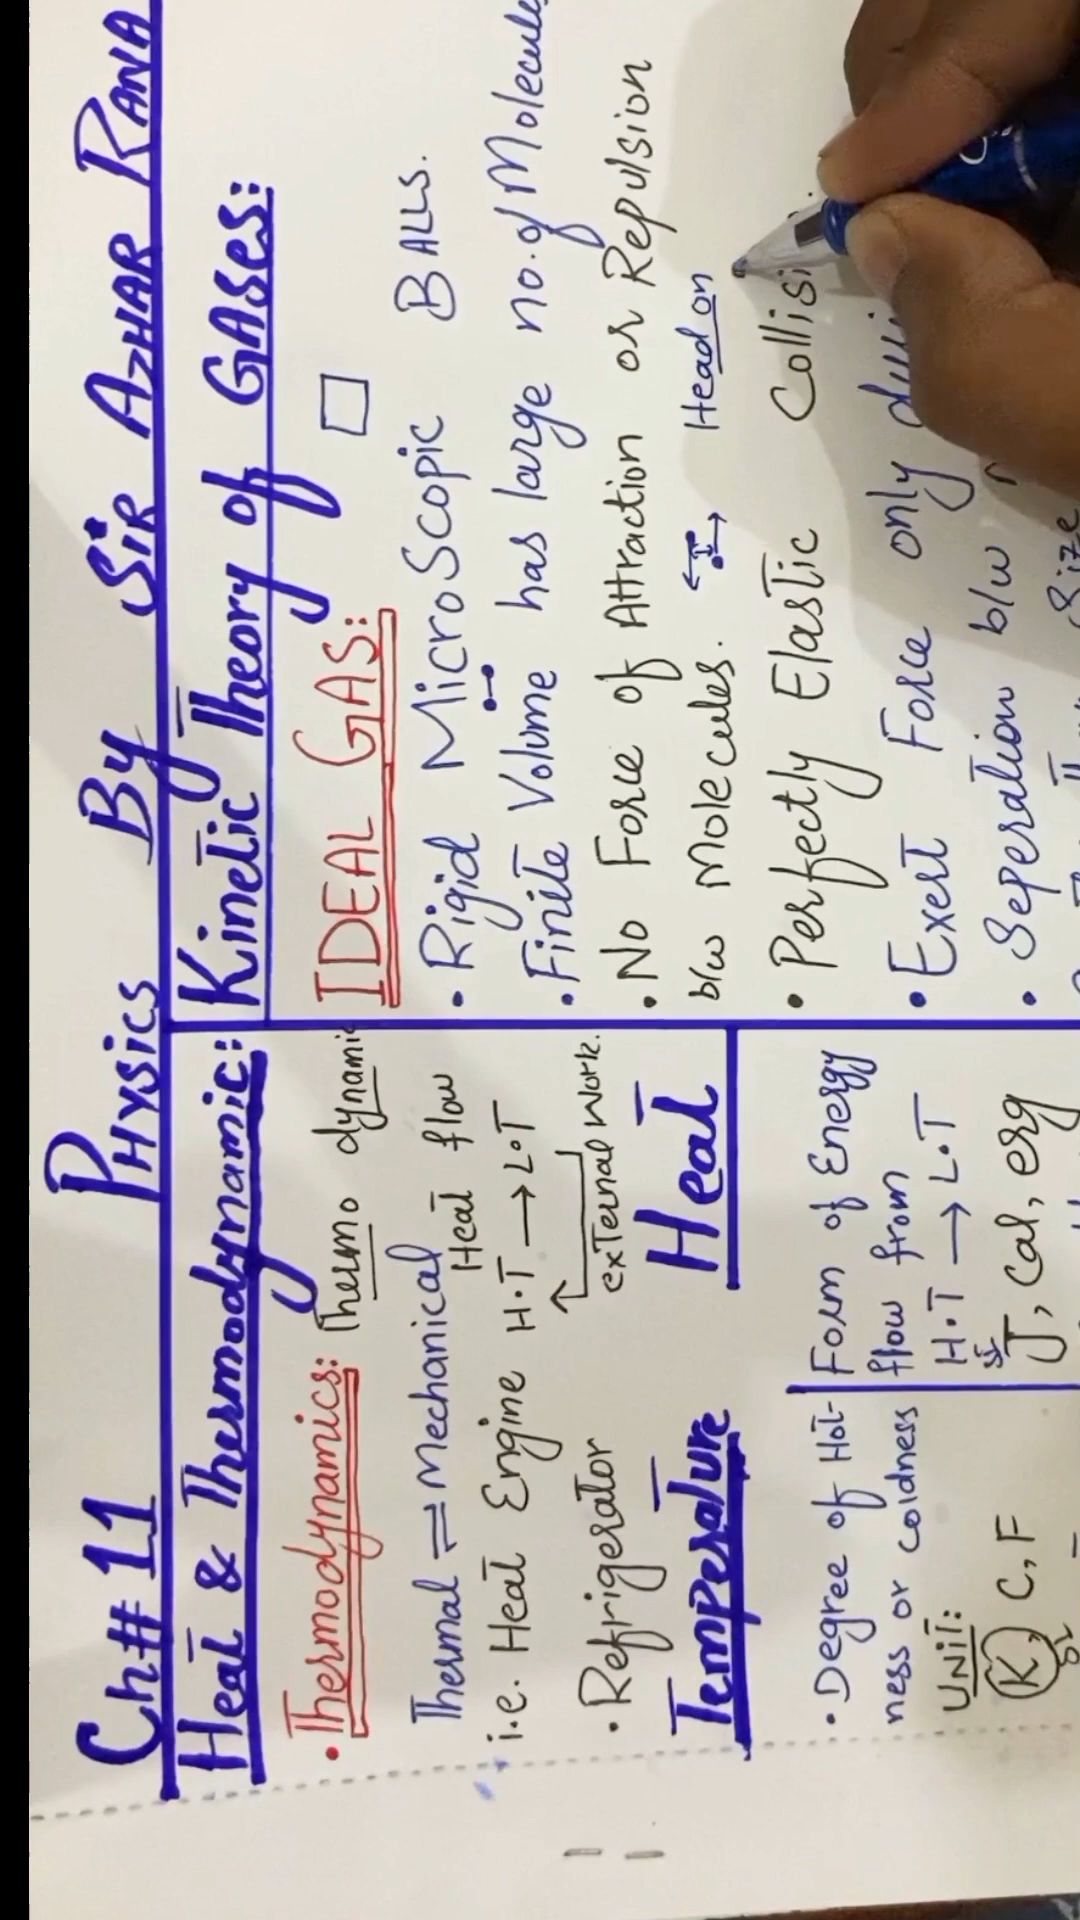 Ch# 11 PHYSICS By SIR AZHAR RANA
Heat & Thermodynamic:
• Thermodynamics: Thermo dynamic
Thermal ⇌ Mechanical
Heat flow
i.e. Heat Engine H.T → L.T
• Refrigerator external work.
Temperature Heat
• Degree of Hot-
ness or coldness
UNIT:
K, C, F
SI
Form of Energy
flow from
H.T → L.T
SI
J, Cal, erg
Kinetic Theory of GASes:
IDEAL GAS:
• Rigid MicroScopic BALLS.
• Finite Volume has large no. of Molecules
• No Force of Attraction or Repulsion
b/w Molecules. Head on
• Perfectly Elastic
• Exert Force only
• Seperation b/w
Size